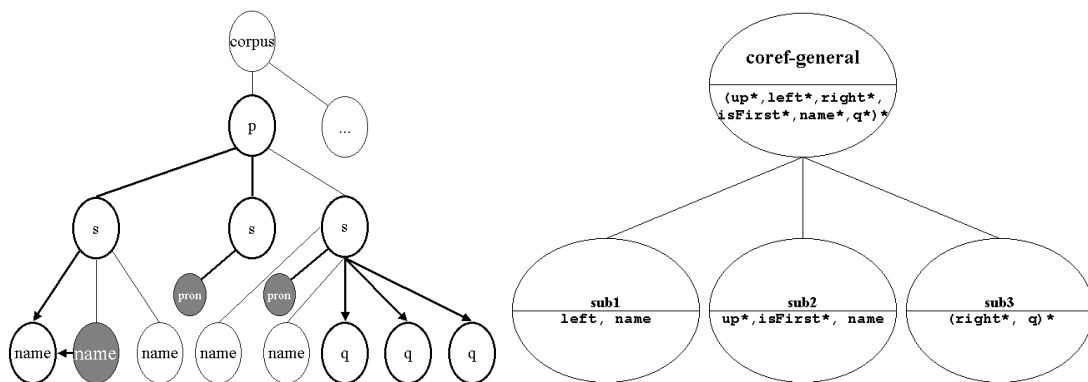 corpus
p
...
s
s
s
pron
pron
name
name
name
name
name
q
q
q
coref-general
(up*,left*,right*,
isFirst*,name*,q*)*
sub1
left, name
sub2
up*,isFirst*, name
sub3
(right*, q)*